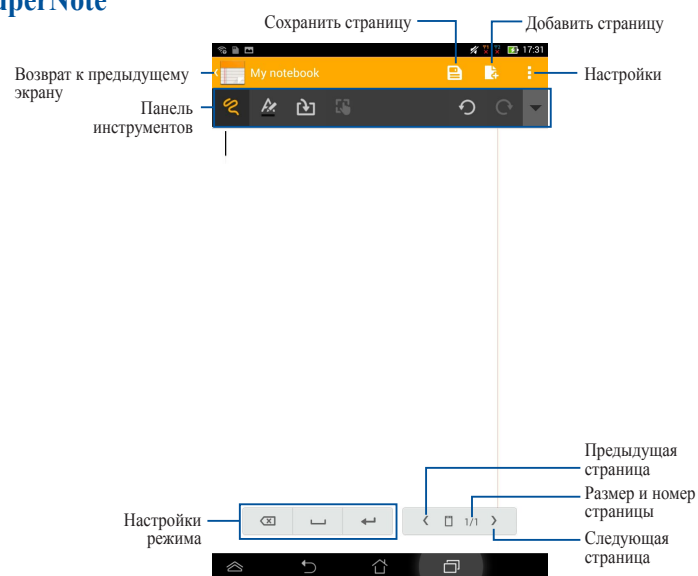 uperNote
Сохранить страницу
Добавить страницу
17:31
Возврат к предыдущему
экрану
My notebook
Настройки
Панель
инструментов
Предыдущая
страница
Размер и номер
страницы
Настройки
режима
1/1
Следующая
страница